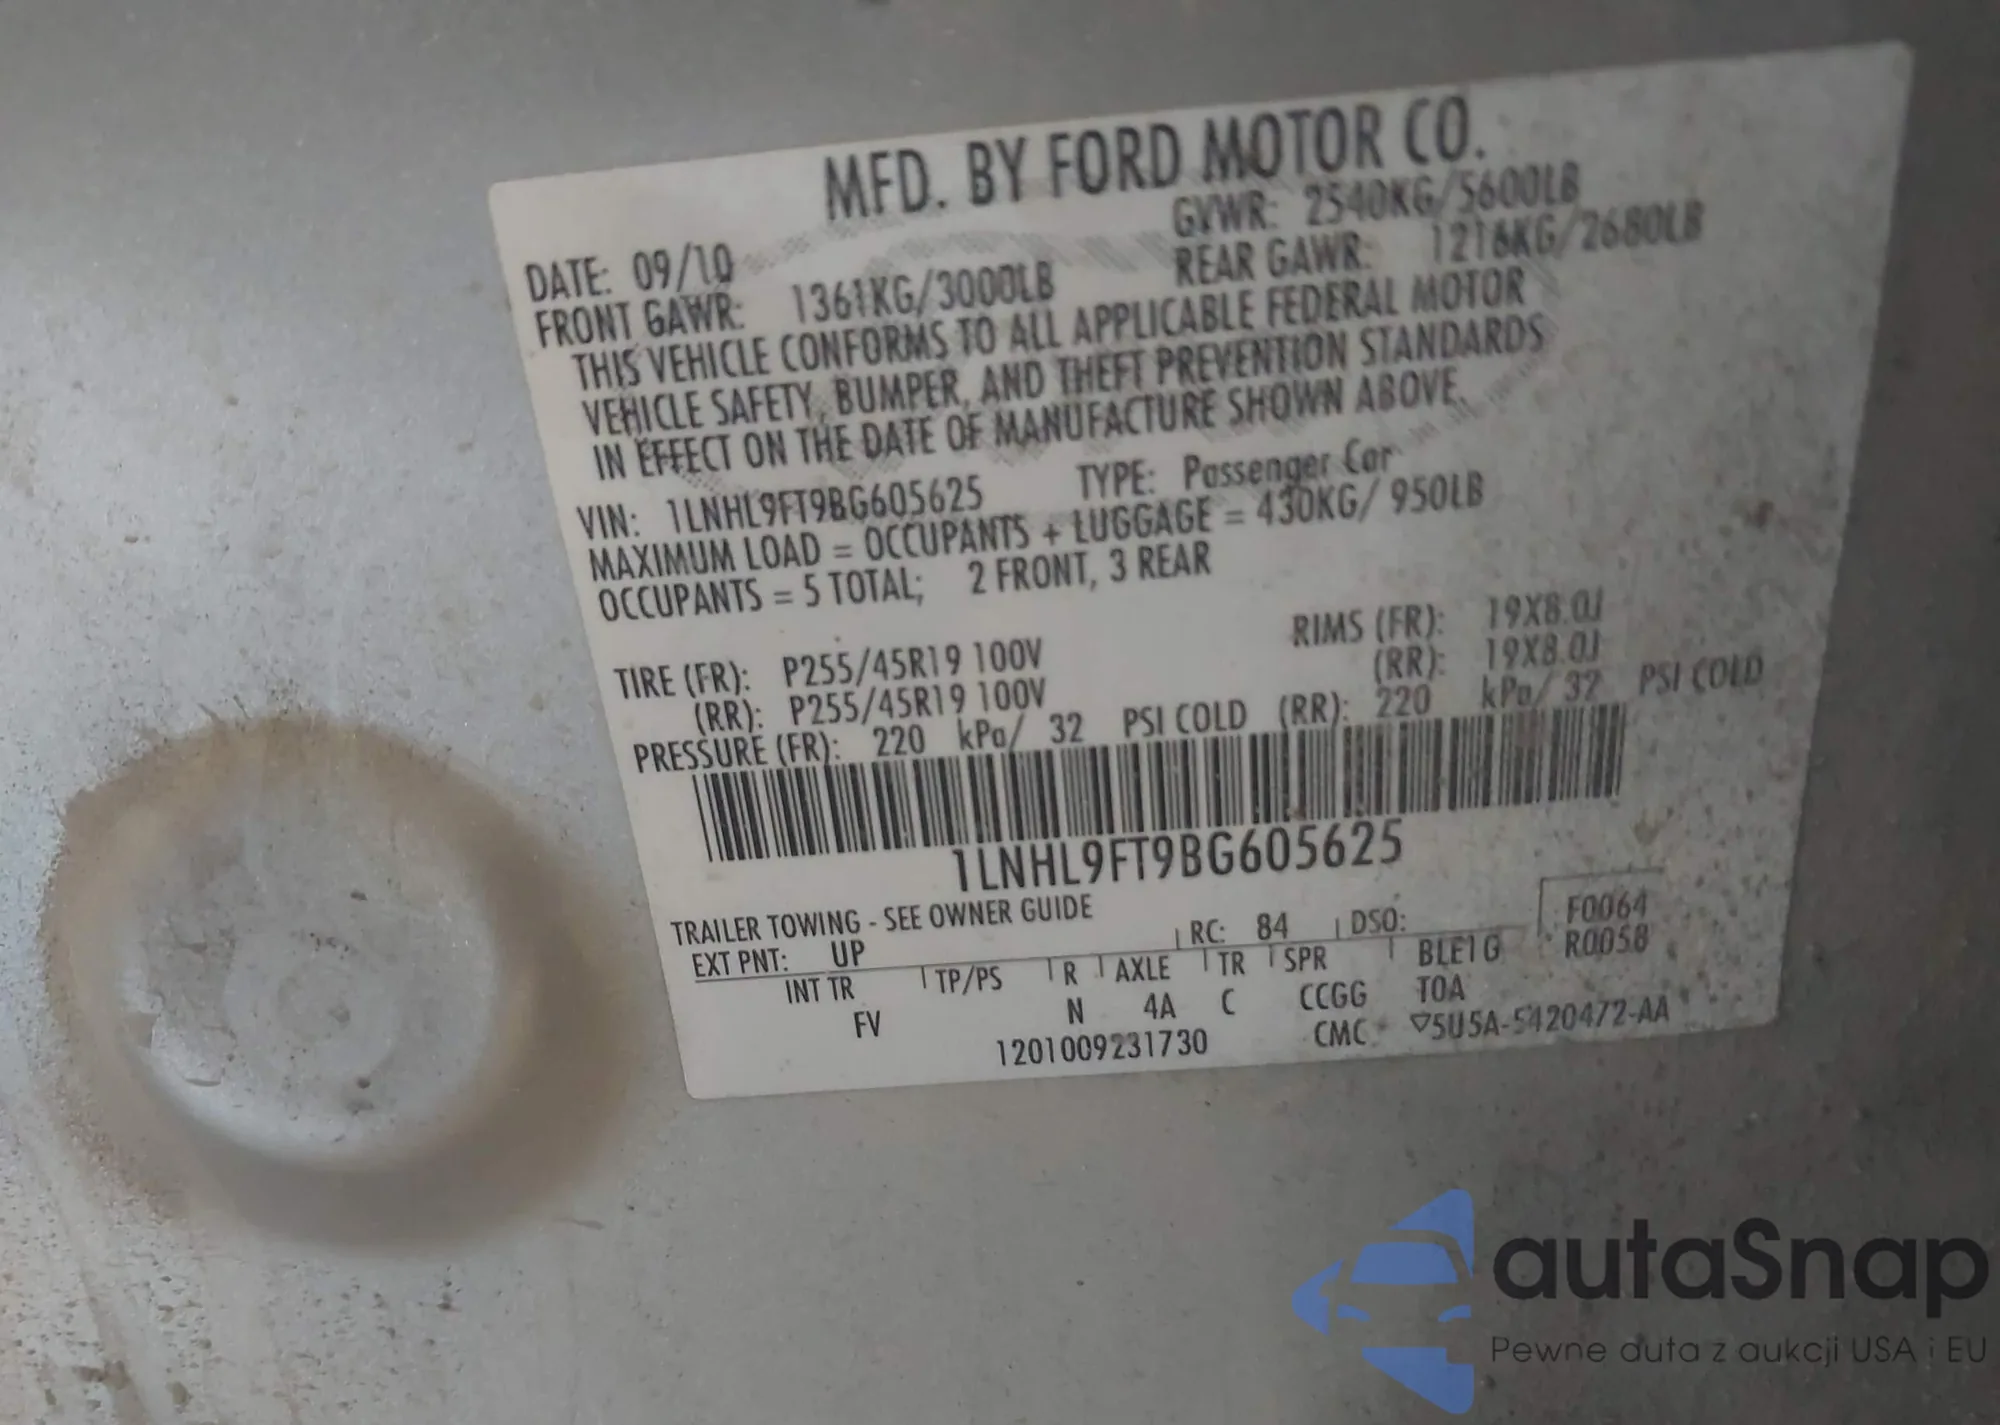 MFD. BY FORD MOTOR CO.
DATE: 09/10 GVWR: 2540KG/5600LB
FRONT GAWR: 1361KG/3000LB REAR GAWR: 1216KG/2680LB
THIS VEHICLE CONFORMS TO ALL APPLICABLE FEDERAL MOTOR
VEHICLE SAFETY, BUMPER, AND THEFT PREVENTION STANDARDS
IN EFFECT ON THE DATE OF MANUFACTURE SHOWN ABOVE.
VIN: 1LNHL9FT9BG605625 TYPE: Passenger Car
MAXIMUM LOAD = OCCUPANTS + LUGGAGE = 430KG/ 950LB
OCCUPANTS = 5 TOTAL; 2 FRONT, 3 REAR
TIRE (FR): P255/45R19 100V RIMS (FR): 19X8.0J
(RR): P255/45R19 100V (RR): 19X8.0J
PRESSURE (FR): 220 kPa/ 32 PSI COLD (RR): 220 kPa/ 32 PSI COLD
1LNHL9FT9BG605625
TRAILER TOWING - SEE OWNER GUIDE
EXT PNT: UP RC: 84 DSO: F0064
INT TR TP/PS R AXLE TR SPR BLE1G R0058
FV N 4A C CCGG TOA
1201009231730 CMC ▽5U5A-5420472-AA
autaSnap
Pewne auta z aukcji USA i EU